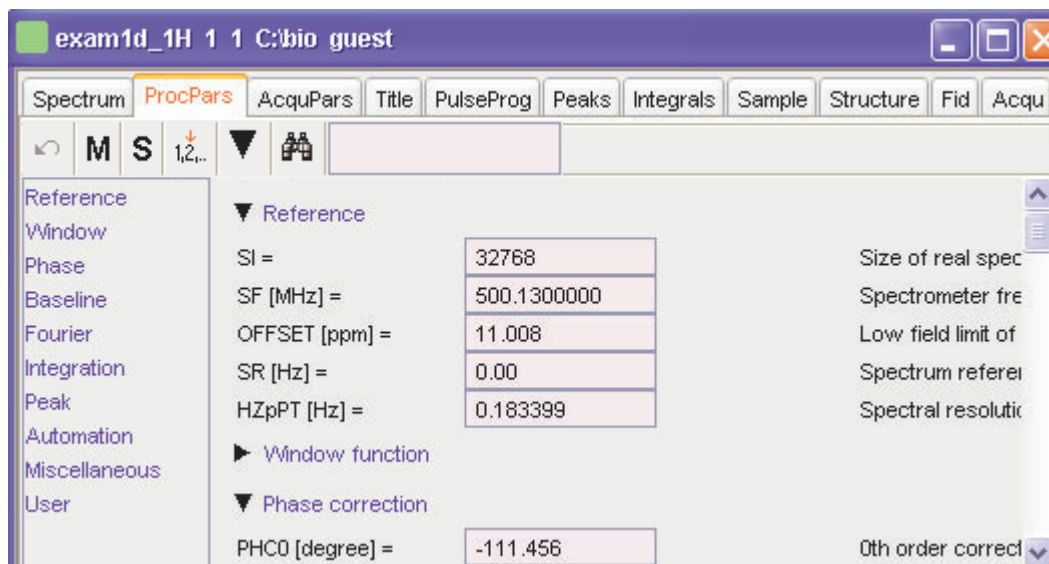 exam1d_1H 1 1 C:\bio guest
Spectrum ProcPars AcquPars Title PulseProg Peaks Integrals Sample Structure Fid Acqu
M S 1,2,..
Reference
Window
Phase
Baseline
Fourier
Integration
Peak
Automation
Miscellaneous
User
Reference
SI = 32768 Size of real spec
SF [MHz] = 500.1300000 Spectrometer fre
OFFSET [ppm] = 11.008 Low field limit of
SR [Hz] = 0.00 Spectrum referen
HZpPT [Hz] = 0.183399 Spectral resolutic
Window function
Phase correction
PHC0 [degree] = -111.456 0th order correct